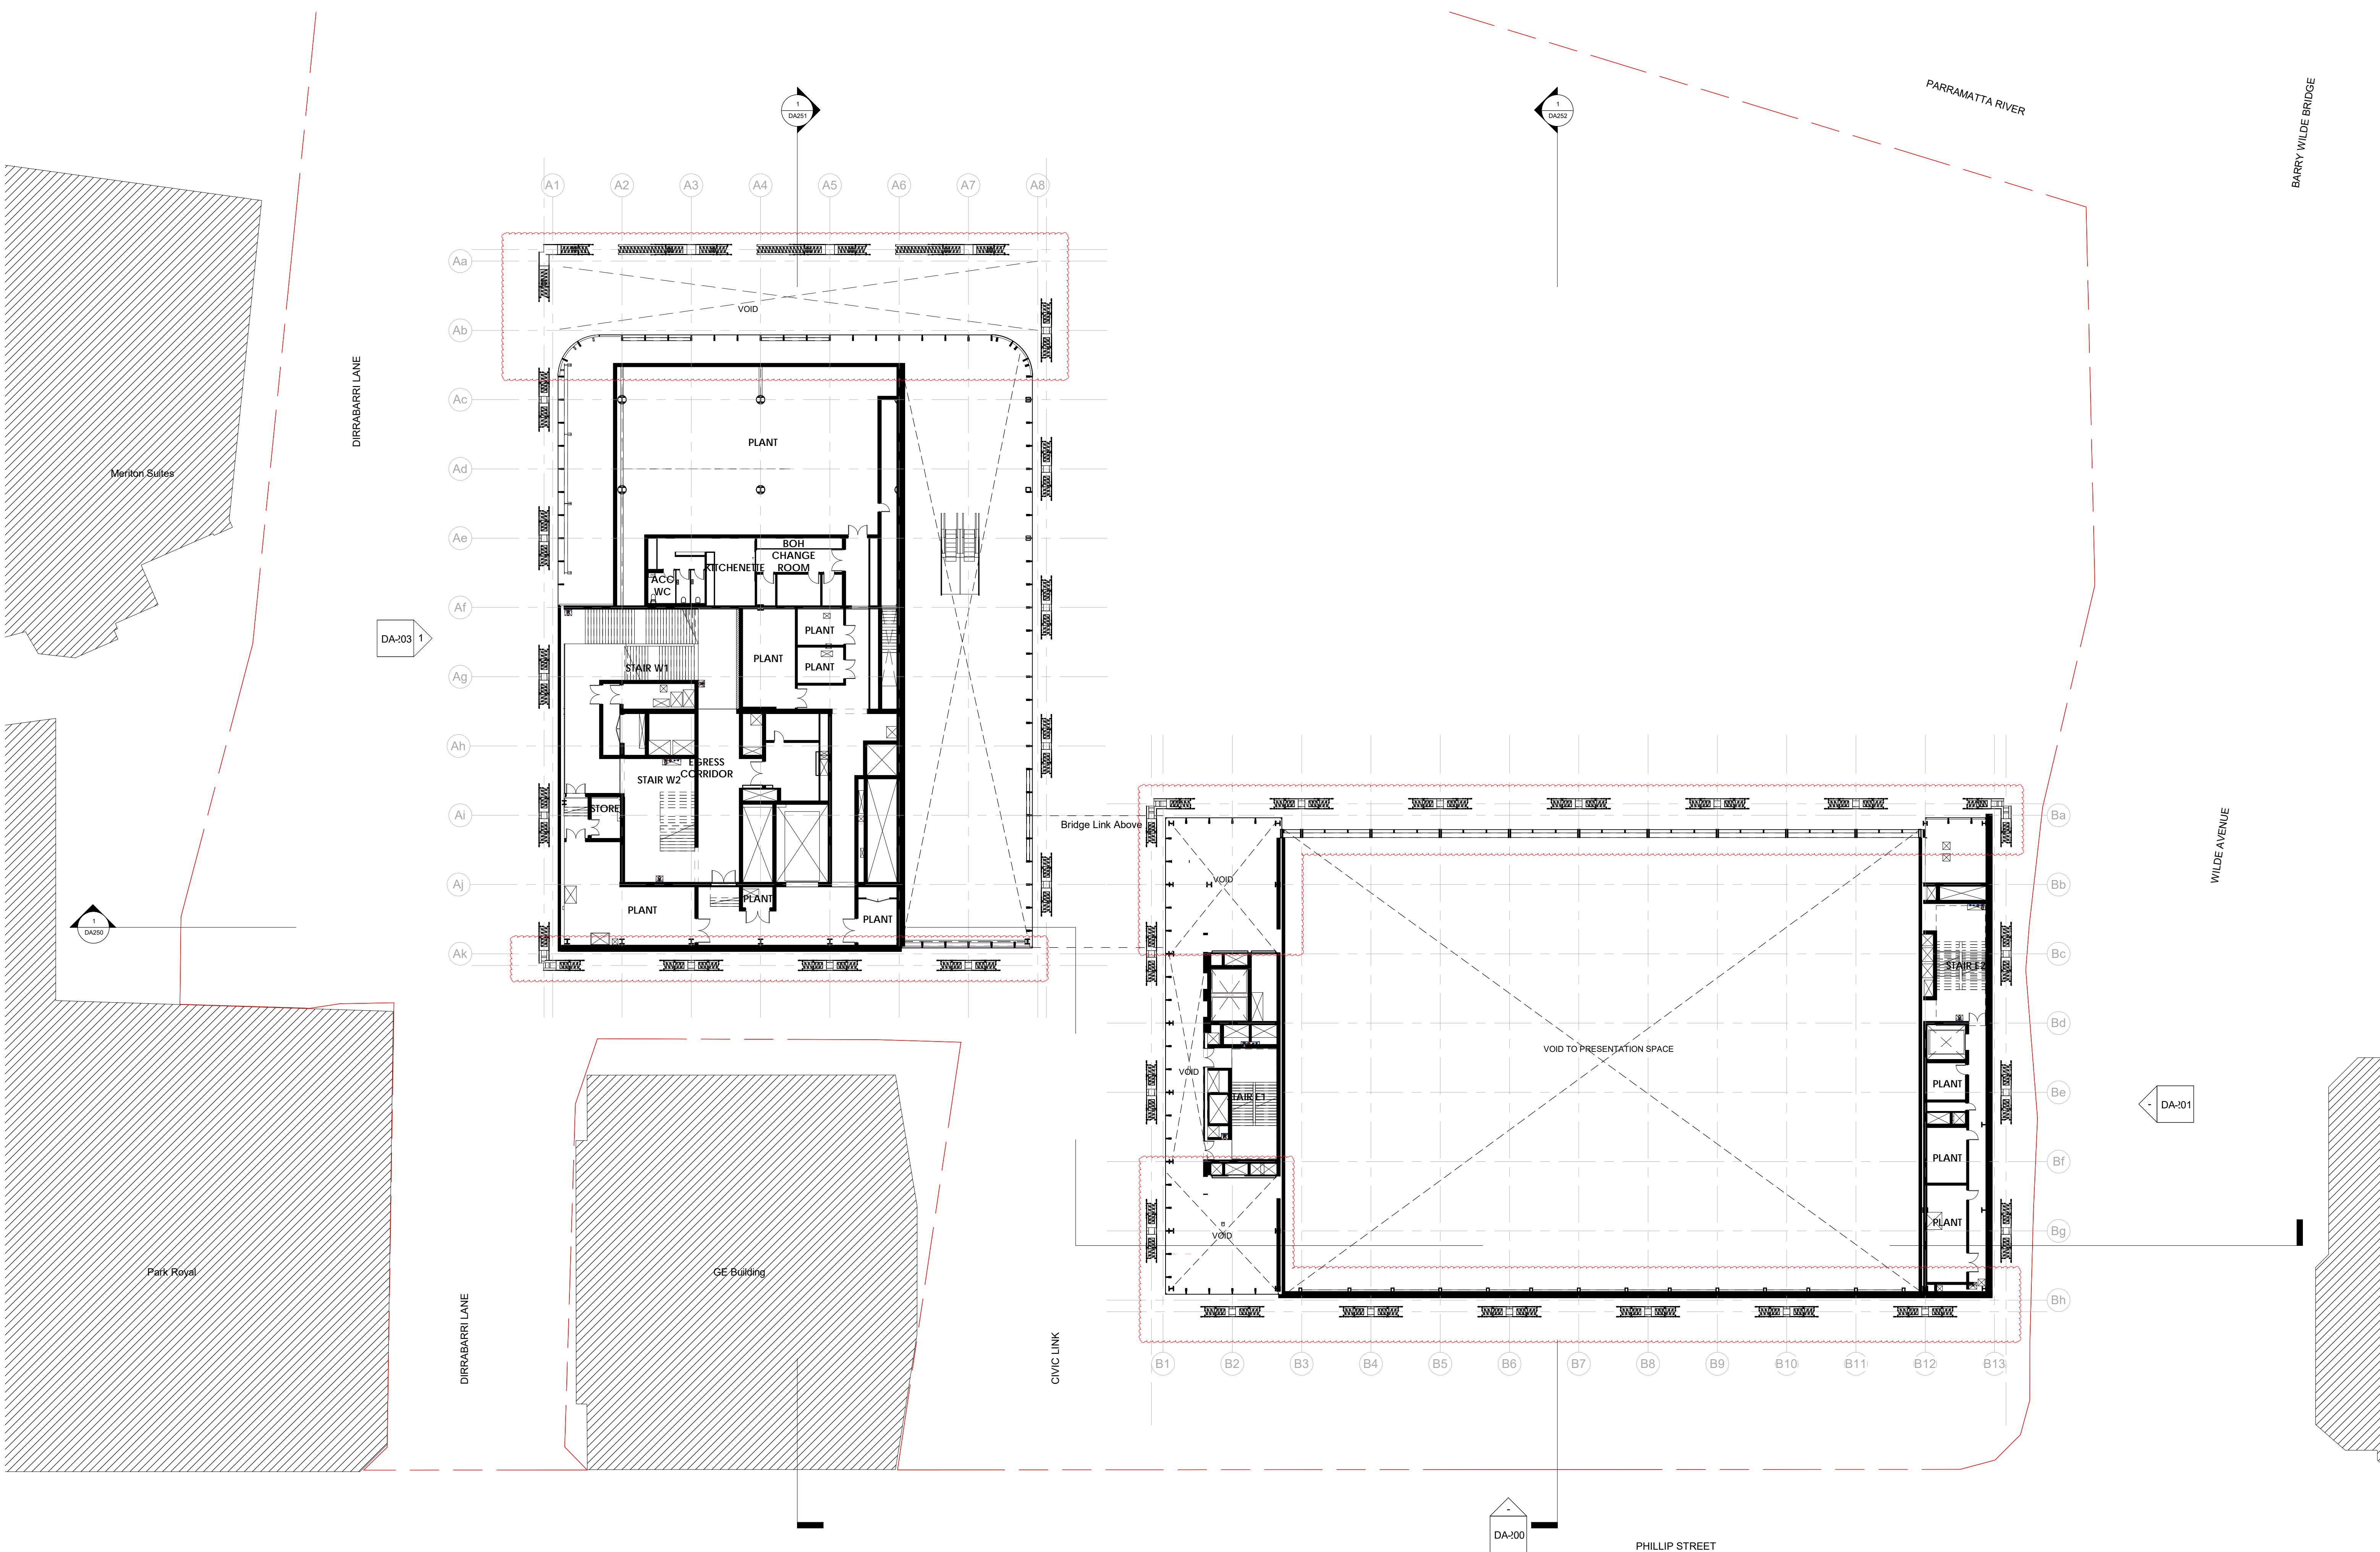 PARRAMATTA RIVER
BARRY WILDE BRIDGE
1
DA251
1
DA252
A1
A2
A3
A4
A5
A6
A7
A8
Aa
VOID
Ab
DIRRABARRI LANE
Ac
PLANT
Ad
Meriton Suites
Ae
BOH
CHANGE
ROOM
KITCHENETTE
ACC
WC
Af
PLANT
1
PLANT
PLANT
STAIR W1
Ag
Ah
EGRESS
CORRIDOR
STAIR W2
STORE
Ai
Bridge Link Above
Ba
WILDE AVENUE
Aj
VOID
Bb
PLANT
PLANT
PLANT
1
DA250
Ak
Bc
STAIR E2
Bd
VOID TO PRESENTATION SPACE
VOID
PLANT
Be
Bf
PLANT
PLANT
Bg
VOID
Park Royal
GE Building
Bh
DIRRABARRI LANE
CIVIC LINK
B1
B2
B3
B4
B5
B6
B7
B8
B9
B10
B11
B12
B13
PHILLIP STREET